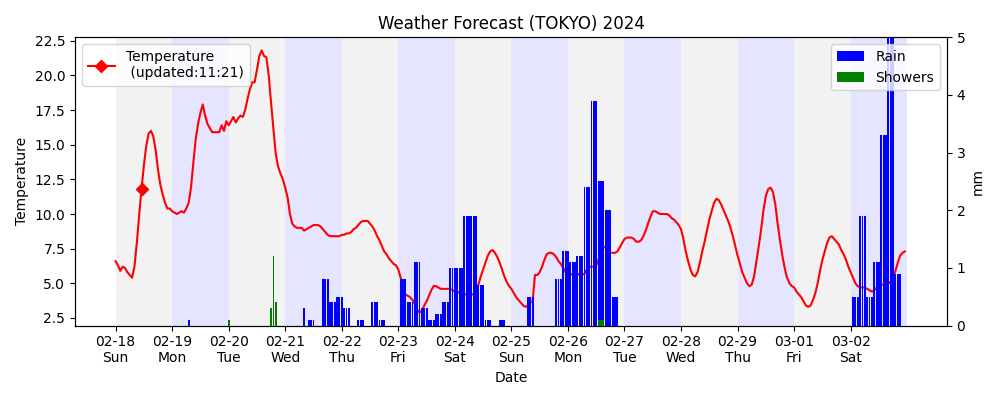 Weather Forecast (TOKYO) 2024
Temperature
(updated:11:21)
Rain
Showers
22.5
20.0
17.5
15.0
12.5
10.0
7.5
5.0
2.5
Temperature
5
4
3
2
1
0
mm
02-18 02-19 02-20 02-21 02-22 02-23 02-24 02-25 02-26 02-27 02-28 02-29 03-01 03-02
Sun Mon Tue Wed Thu Fri Sat Sun Mon Tue Wed Thu Fri Sat
Date